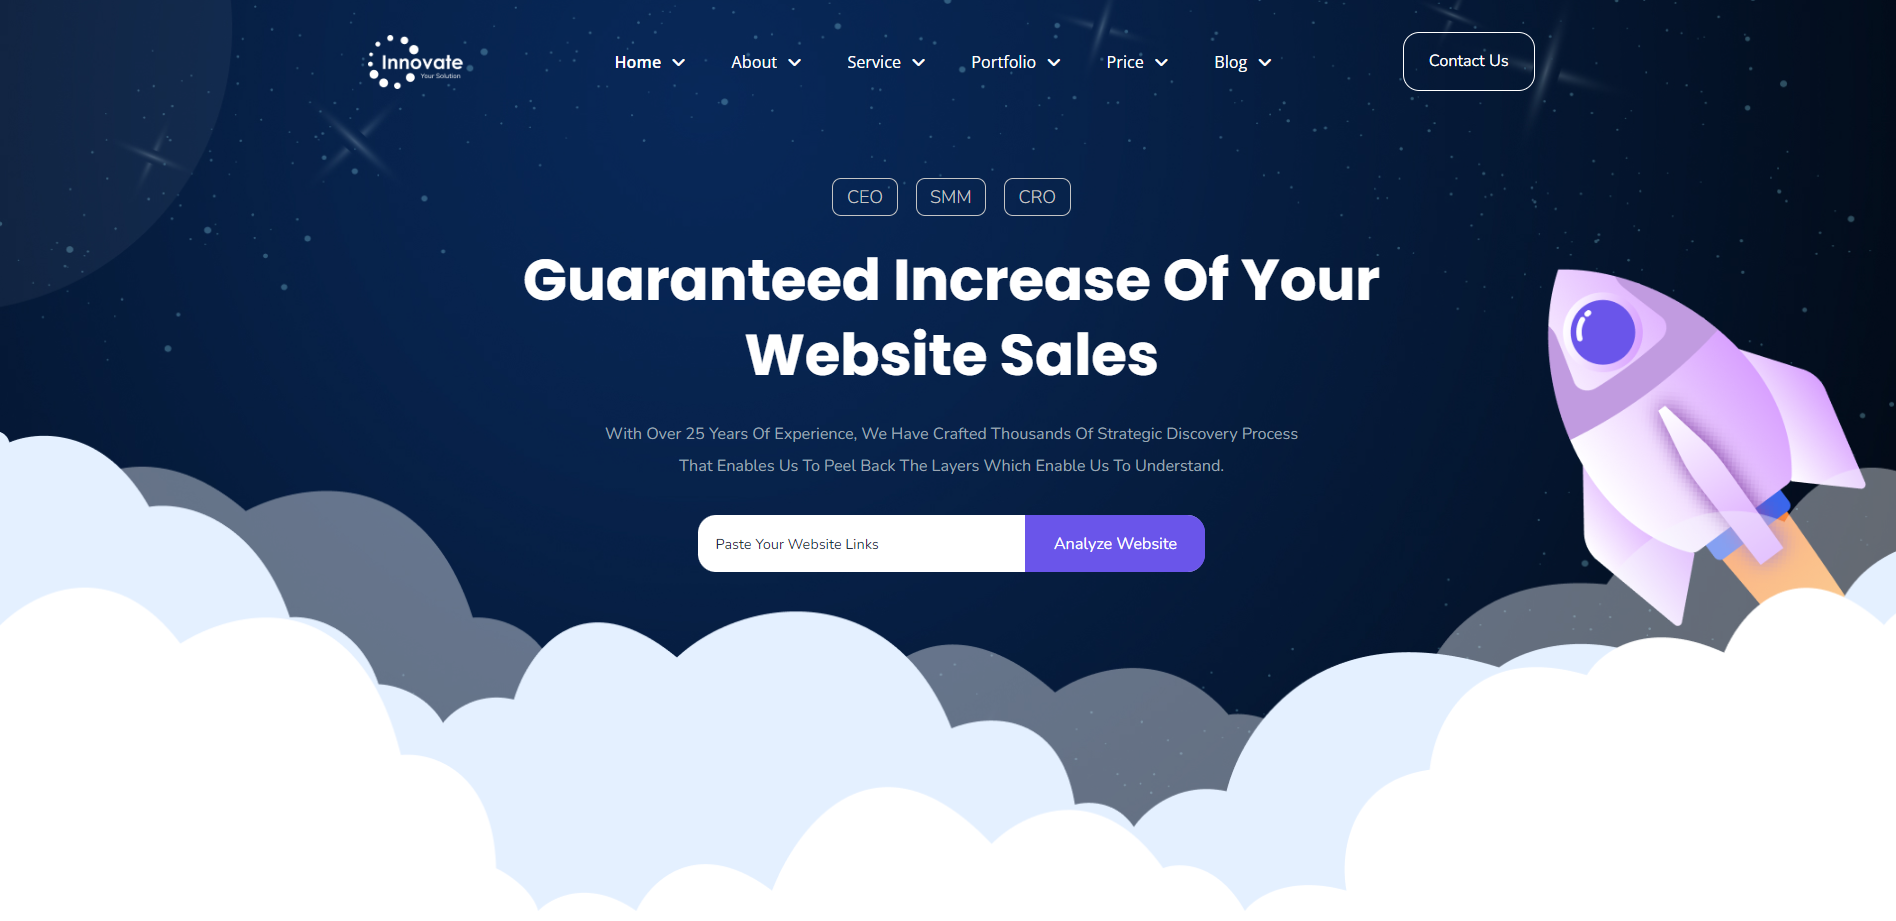 Innovate
Your Solution
Home
About
Service
Portfolio
Price
Blog
Contact Us
CEO
SMM
CRO
Guaranteed Increase Of Your
Website Sales
With Over 25 Years Of Experience, We Have Crafted Thousands Of Strategic Discovery Process
That Enables Us To Peel Back The Layers Which Enable Us To Understand.
Paste Your Website Links
Analyze Website